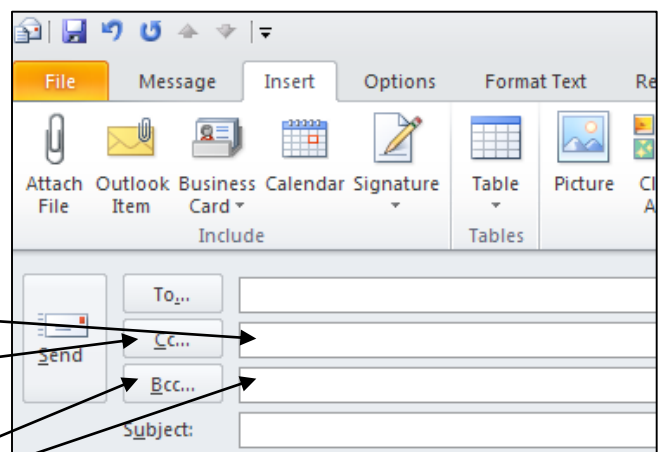 File Message Insert Options Format Text Re
Attach Outlook Business Calendar Signature Table Picture Cl
File Item Card A
Include Tables
To...
Send Cc...
Bcc...
Subject: